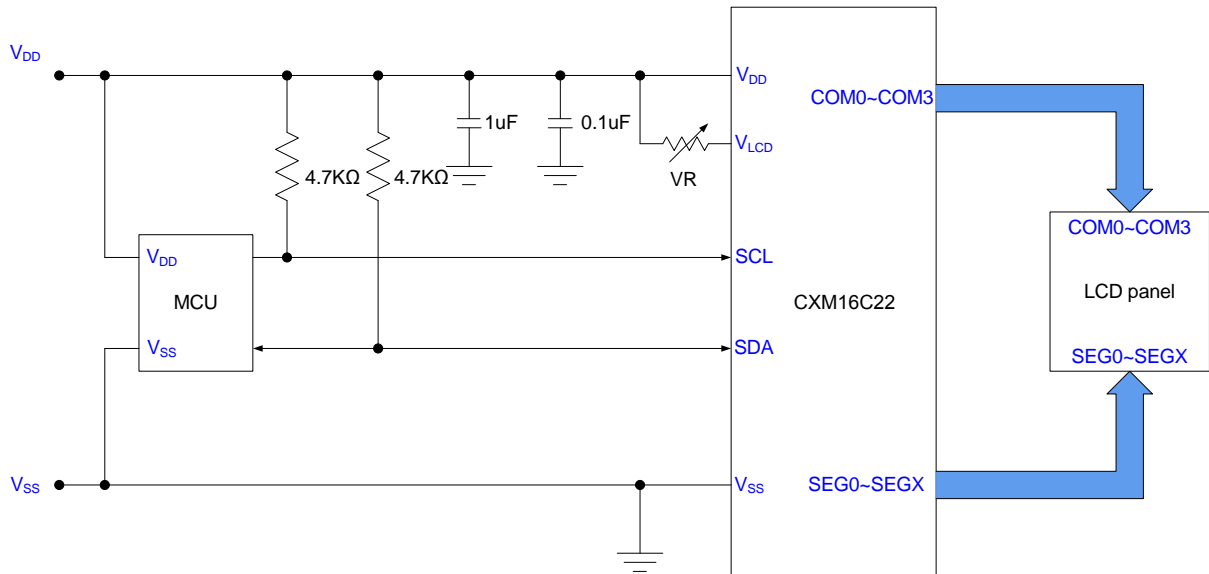 VDD
VDD
COM0~COM3
1uF
0.1uF
VLCD
4.7KΩ
4.7KΩ
VR
COM0~COM3
VDD
SCL
MCU
CXM16C22
LCD panel
VSS
SDA
SEG0~SEGX
VSS
VSS
SEG0~SEGX